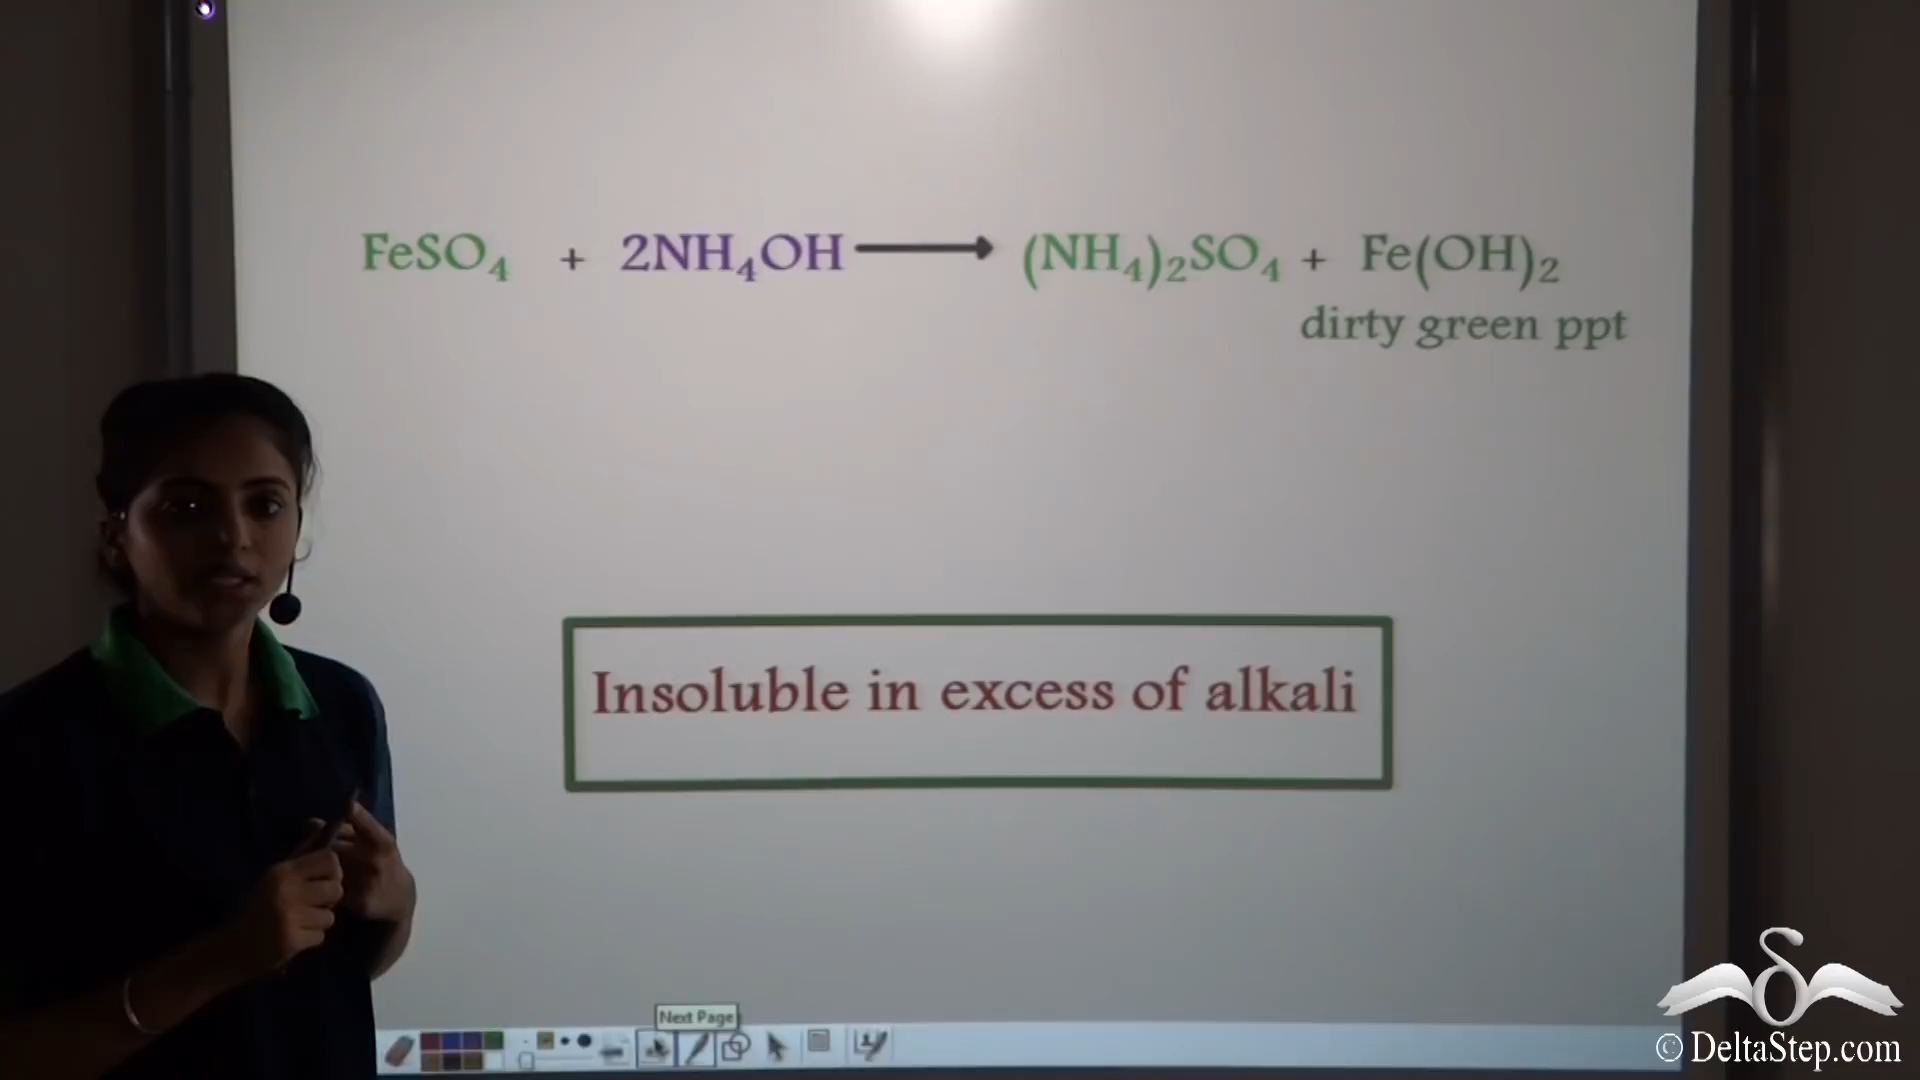 FeSO₄ + 2NH₄OH ⟶ (NH₄)₂SO₄ + Fe(OH)₂
dirty green ppt
Insoluble in excess of alkali
Next Page
© DeltaStep.com